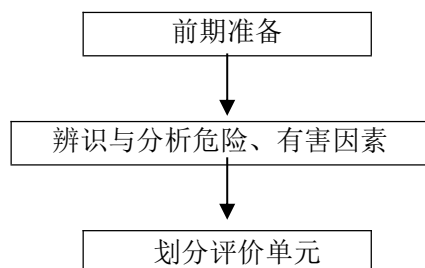 前期准备
辨识与分析危险、有害因素
划分评价单元